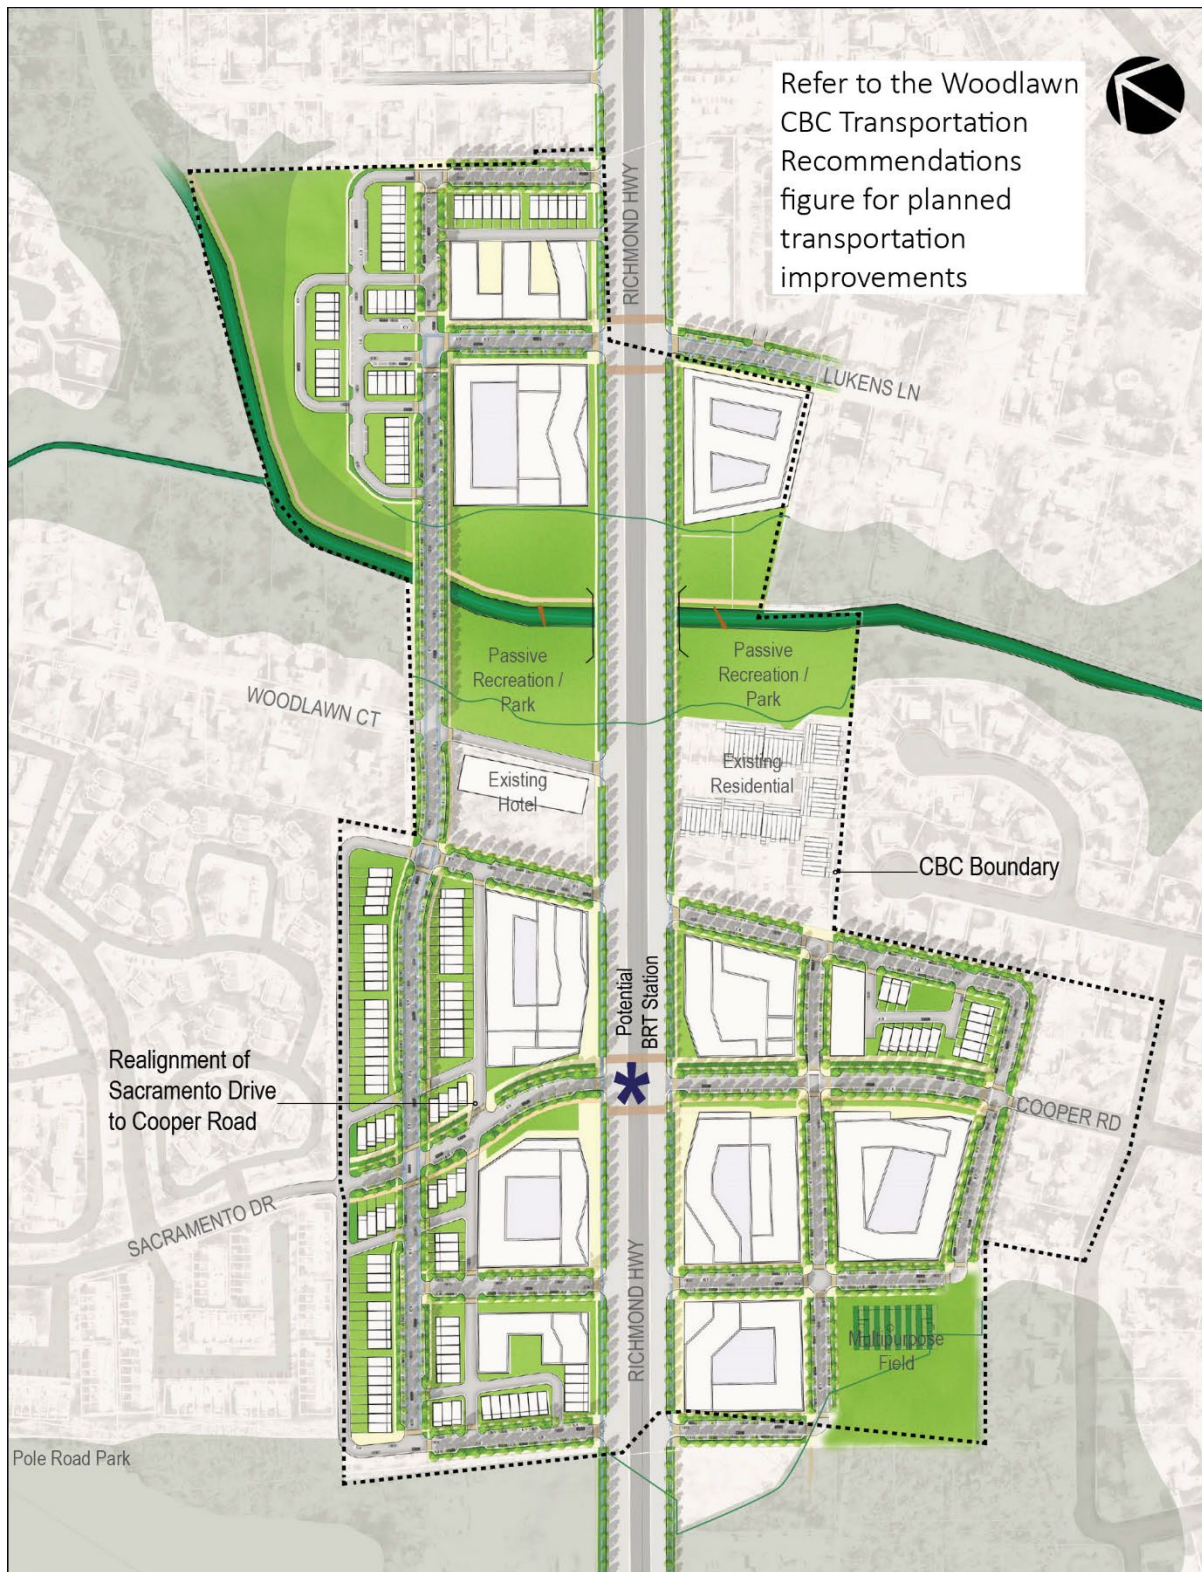 Refer to the Woodlawn
CBC Transportation
Recommendations
figure for planned
transportation
improvements
RICHMOND HWY
LUKENS LN
Passive
Recreation /
Park
Passive
Recreation /
Park
WOODLAWN CT
Existing
Hotel
Existing
Residential
CBC Boundary
Potential
BRT Station
Realignment of
Sacramento Drive
to Cooper Road
COOPER RD
SACRAMENTO DR
RICHMOND HWY
Multipurpose
Field
Pole Road Park